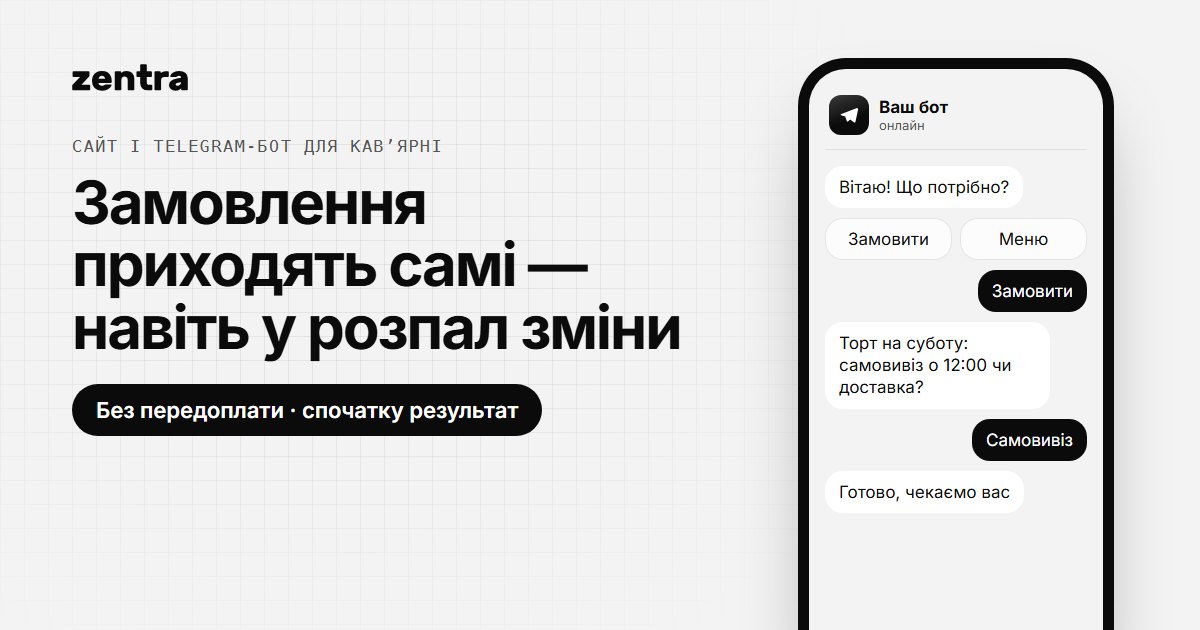 zentra
САЙТ І TELEGRAM-БОТ ДЛЯ КАВ’ЯРНІ
Замовлення
приходять самі —
навіть у розпал зміни
Без передоплати · спочатку результат
Ваш бот
онлайн
Вітаю! Що потрібно?
Замовити
Меню
Замовити
Торт на суботу:
самовивіз о 12:00 чи
доставка?
Самовивіз
Готово, чекаємо вас